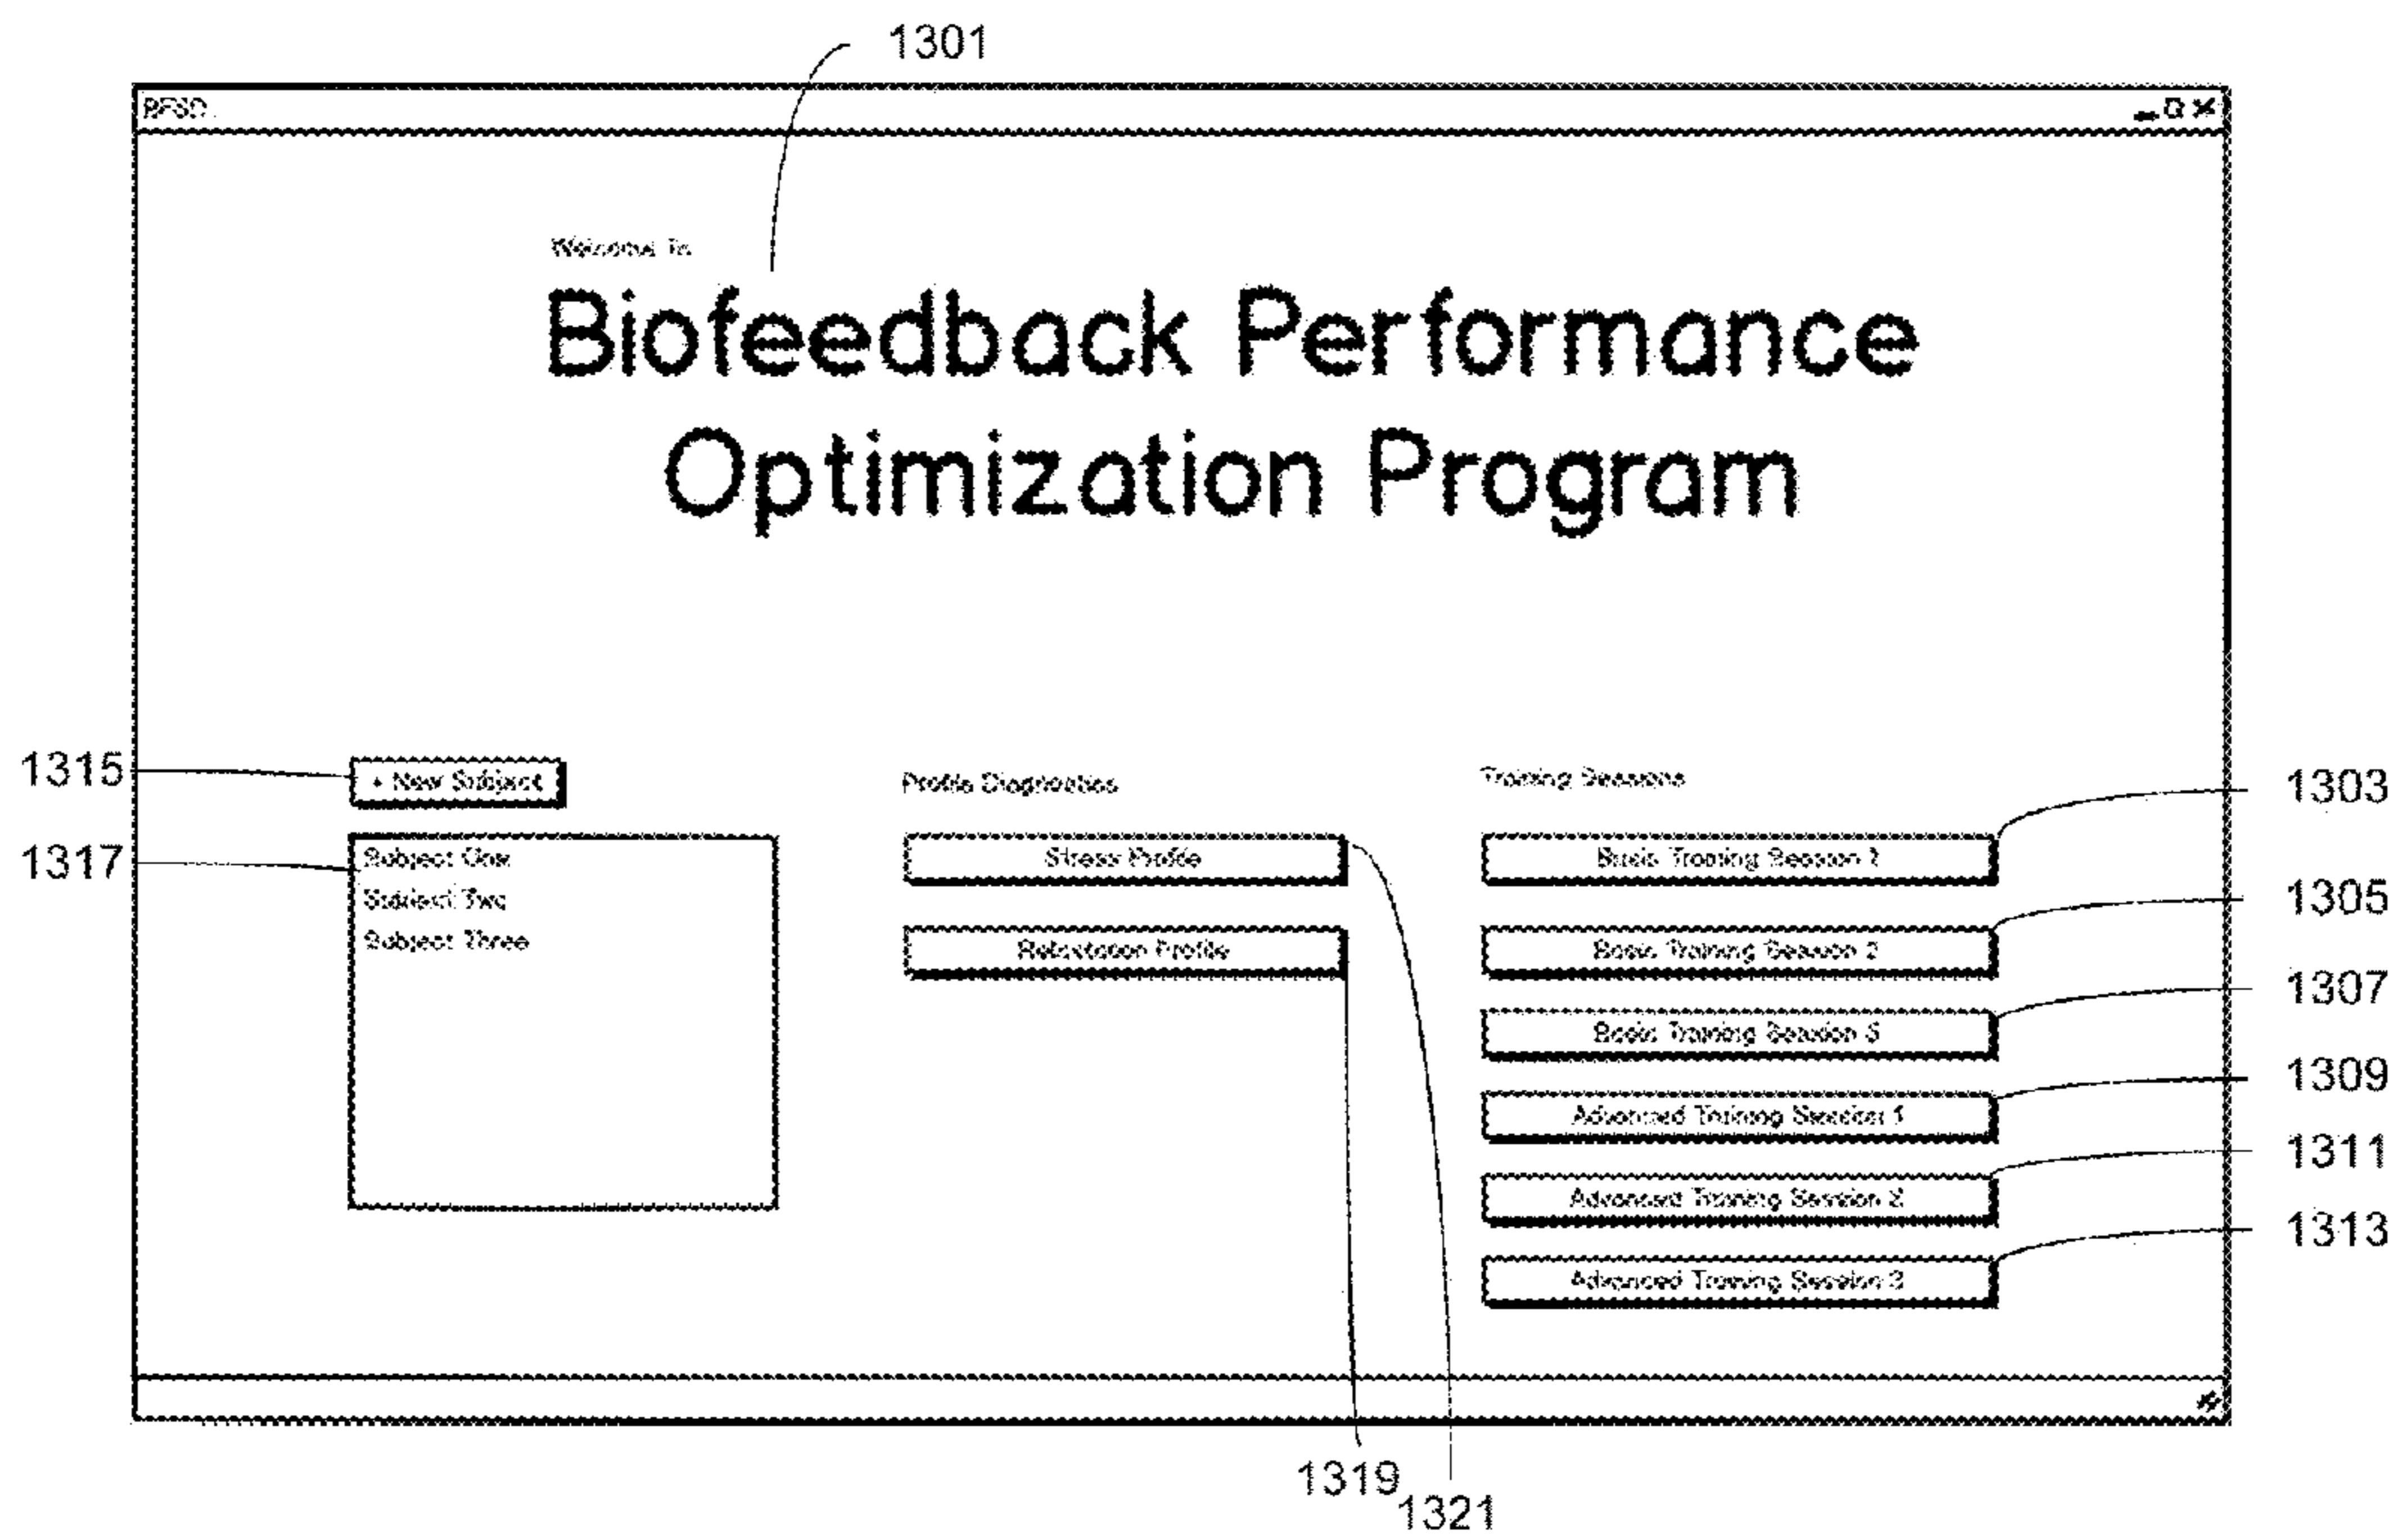 1301
Welcome To
Biofeedback Performance
Optimization Program
1315
+ New Subject
Profile Diagnostics
Training Sessions
1303
1317
Subject One
Subject Two
Subject Three
Stress Profile
Relaxation Profile
Basic Training Session 1
1305
Basic Training Session 2
1307
Basic Training Session 3
1309
Advanced Training Session 1
1311
Advanced Training Session 2
1313
Advanced Training Session 3
1319
1321